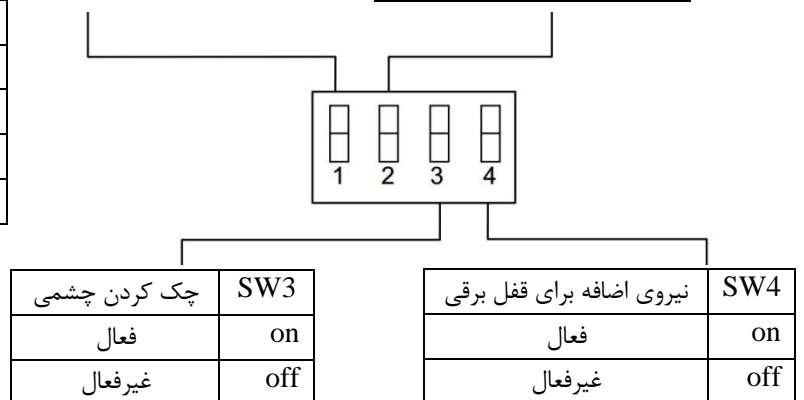 1 2 3 4
SW3 چک کردن چشمی
on فعال
off غیرفعال
SW4 نیروی اضافه برای قفل برقی
on فعال
off غیرفعال